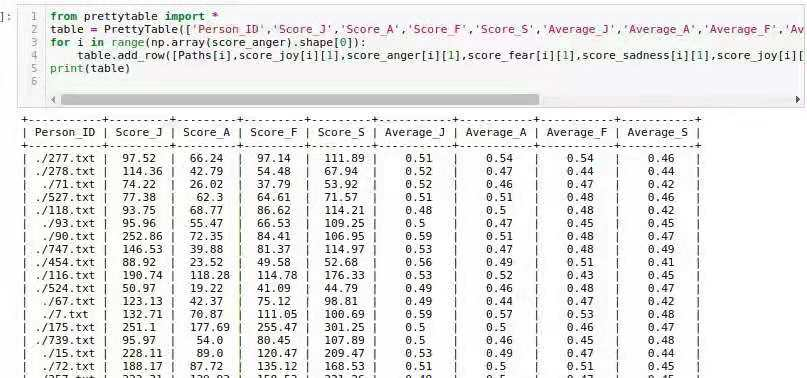 ]:
1 from prettytable import *
2 table = PrettyTable(['Person_ID','Score_J','Score_A','Score_F','Score_S','Average_J','Average_A','Average_F','Av
3 for i in range(np.array(score_anger).shape[0]):
4 table.add_row([Paths[i],score_joy[i][1],score_anger[i][1],score_fear[i][1],score_sadness[i][1],score_joy[i][
5 print(table)
6
+-----------+---------+---------+---------+---------+-----------+-----------+-----------+-----------+
| Person_ID | Score_J | Score_A | Score_F | Score_S | Average_J | Average_A | Average_F | Average_S |
+-----------+---------+---------+---------+---------+-----------+-----------+-----------+-----------+
| ./277.txt | 97.52 | 66.24 | 97.14 | 111.89 | 0.51 | 0.54 | 0.54 | 0.46 |
| ./278.txt | 114.36 | 42.79 | 54.48 | 67.94 | 0.52 | 0.47 | 0.44 | 0.44 |
| ./71.txt | 74.22 | 26.02 | 37.79 | 53.92 | 0.52 | 0.46 | 0.47 | 0.42 |
| ./527.txt | 77.38 | 62.3 | 64.61 | 71.57 | 0.51 | 0.51 | 0.48 | 0.46 |
| ./118.txt | 93.75 | 68.77 | 86.62 | 114.21 | 0.48 | 0.5 | 0.48 | 0.42 |
| ./93.txt | 95.96 | 55.47 | 66.53 | 109.25 | 0.5 | 0.47 | 0.45 | 0.45 |
| ./90.txt | 252.86 | 72.35 | 84.41 | 106.95 | 0.59 | 0.51 | 0.48 | 0.47 |
| ./747.txt | 146.53 | 39.88 | 81.37 | 114.97 | 0.53 | 0.47 | 0.48 | 0.49 |
| ./454.txt | 88.92 | 23.52 | 49.58 | 52.68 | 0.56 | 0.49 | 0.51 | 0.41 |
| ./116.txt | 190.74 | 118.28 | 114.78 | 176.33 | 0.53 | 0.52 | 0.43 | 0.45 |
| ./524.txt | 50.97 | 19.22 | 41.09 | 44.79 | 0.49 | 0.46 | 0.48 | 0.47 |
| ./67.txt | 123.13 | 42.37 | 75.12 | 98.81 | 0.49 | 0.44 | 0.47 | 0.42 |
| ./7.txt | 132.71 | 70.87 | 111.05 | 100.69 | 0.59 | 0.57 | 0.53 | 0.48 |
| ./175.txt | 251.1 | 177.69 | 255.47 | 301.25 | 0.5 | 0.5 | 0.46 | 0.47 |
| ./739.txt | 95.97 | 54.0 | 80.45 | 107.89 | 0.5 | 0.46 | 0.45 | 0.48 |
| ./15.txt | 228.11 | 89.0 | 120.47 | 209.47 | 0.53 | 0.49 | 0.47 | 0.44 |
| ./72.txt | 188.17 | 87.72 | 135.12 | 168.53 | 0.51 | 0.5 | 0.51 | 0.45 |